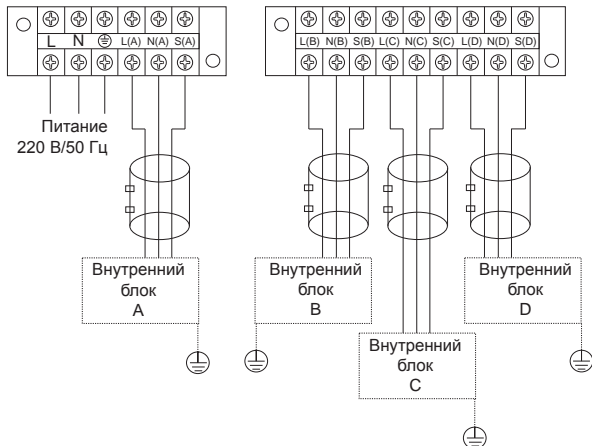 L N L(A) N(A) S(A)
L(B) N(B) S(B) L(C) N(C) S(C) L(D) N(D) S(D)
Питание
220 В/50 Гц
Внутренний
блок
A
Внутренний
блок
B
Внутренний
блок
C
Внутренний
блок
D